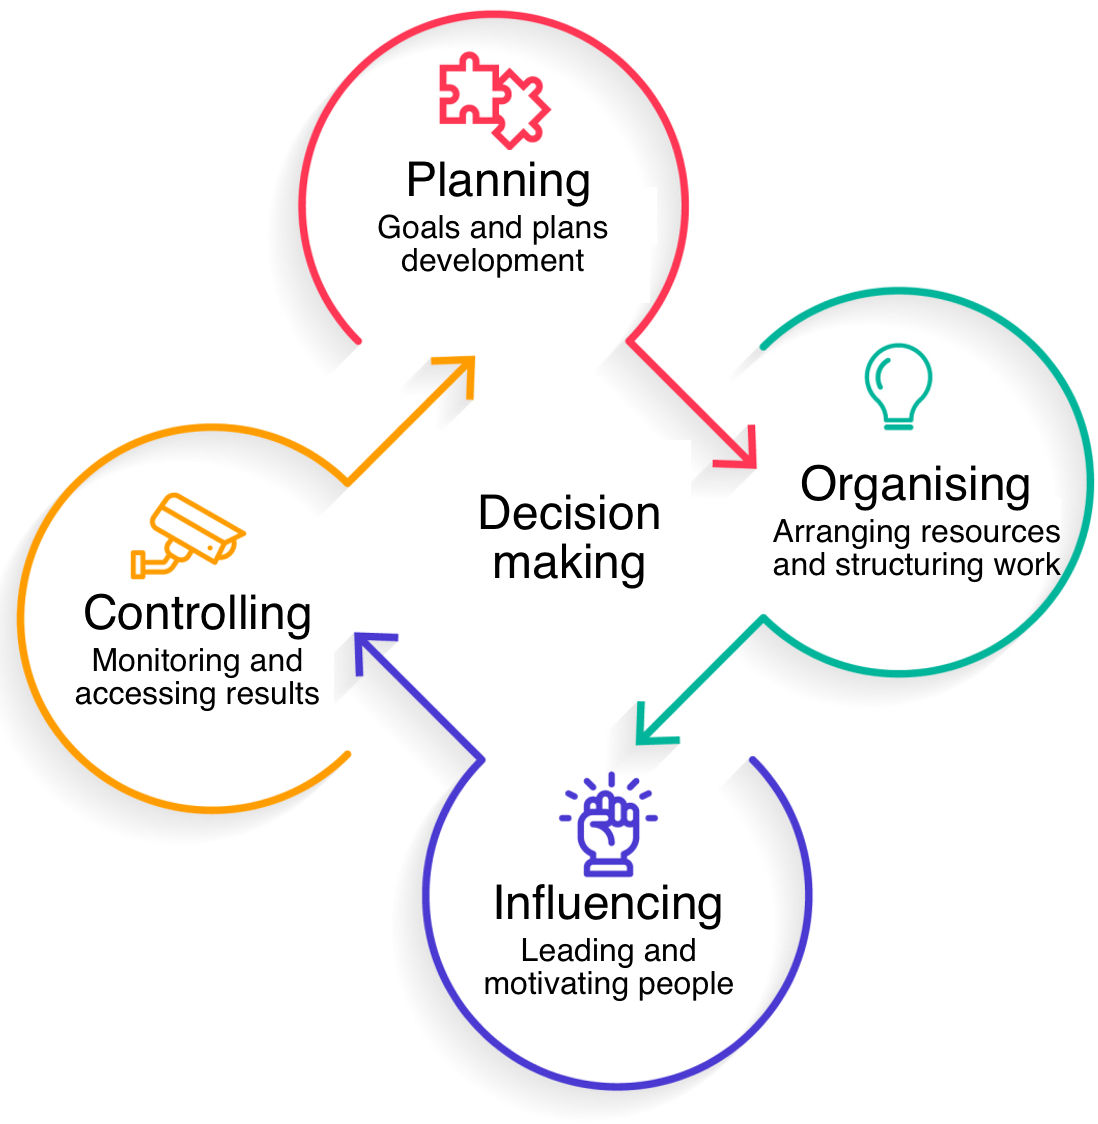 Planning
Goals and plans
development
Organising
Arranging resources
and structuring work
Decision
making
Controlling
Monitoring and
accessing results
Influencing
Leading and
motivating people